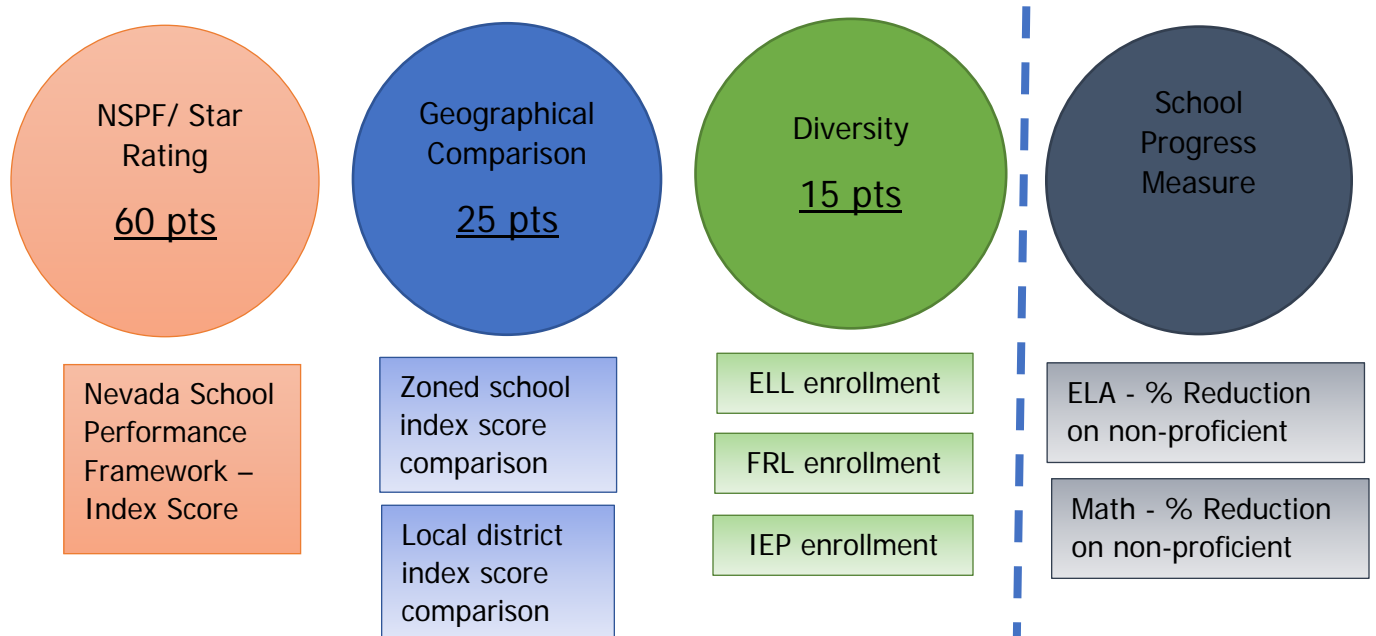 NSPF/ Star
Rating
60 pts
Geographical
Comparison
25 pts
Diversity
15 pts
School
Progress
Measure
Nevada School
Performance
Framework –
Index Score
Zoned school
index score
comparison
Local district
index score
comparison
ELL enrollment
FRL enrollment
IEP enrollment
ELA - % Reduction
on non-proficient
Math - % Reduction
on non-proficient